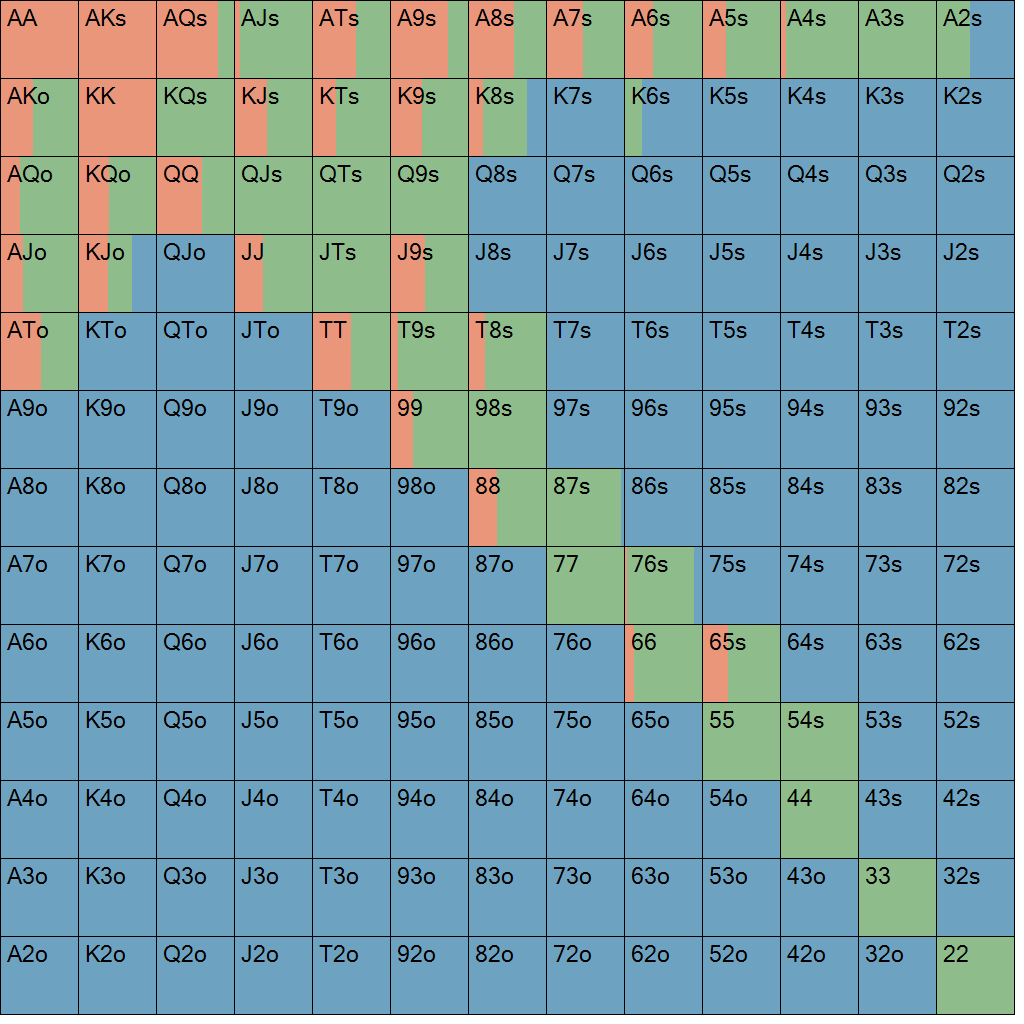 AA AKs AQs AJs ATs A9s A8s A7s A6s A5s A4s A3s A2s
AKo KK KQs KJs KTs K9s K8s K7s K6s K5s K4s K3s K2s
AQo KQo QQ QJs QTs Q9s Q8s Q7s Q6s Q5s Q4s Q3s Q2s
AJo KJo QJo JJ JTs J9s J8s J7s J6s J5s J4s J3s J2s
ATo KTo QTo JTo TT T9s T8s T7s T6s T5s T4s T3s T2s
A9o K9o Q9o J9o T9o 99 98s 97s 96s 95s 94s 93s 92s
A8o K8o Q8o J8o T8o 98o 88 87s 86s 85s 84s 83s 82s
A7o K7o Q7o J7o T7o 97o 87o 77 76s 75s 74s 73s 72s
A6o K6o Q6o J6o T6o 96o 86o 76o 66 65s 64s 63s 62s
A5o K5o Q5o J5o T5o 95o 85o 75o 65o 55 54s 53s 52s
A4o K4o Q4o J4o T4o 94o 84o 74o 64o 54o 44 43s 42s
A3o K3o Q3o J3o T3o 93o 83o 73o 63o 53o 43o 33 32s
A2o K2o Q2o J2o T2o 92o 82o 72o 62o 52o 42o 32o 22